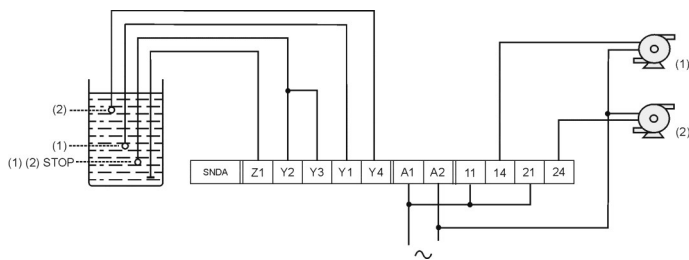 (1)
(2)
(2)
(1)
(1) (2) STOP
SNDA Z1 Y2 Y3 Y1 Y4 A1 A2 11 14 21 24
~